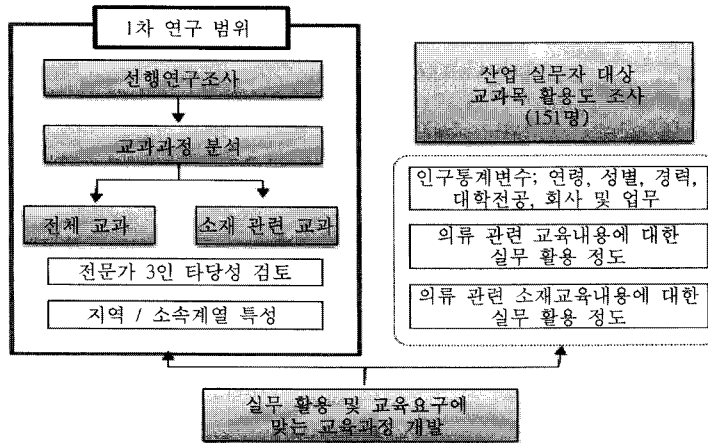 1차 연구 범위
선행연구조사
교과과정 분석
전체 교과
소재 관련 교과
전문가 3인 타당성 검토
지역 / 소속계열 특성
산업 실무자 대상
교과목 활용도 조사
(151명)
인구통계변수; 연령, 성별, 경력,
대학전공, 회사 및 업무
의류 관련 교육내용에 대한
실무 활용 정도
의류 관련 소재교육내용에 대한
실무 활용 정도
실무 활용 및 교육요구에
맞는 교육과정 개발